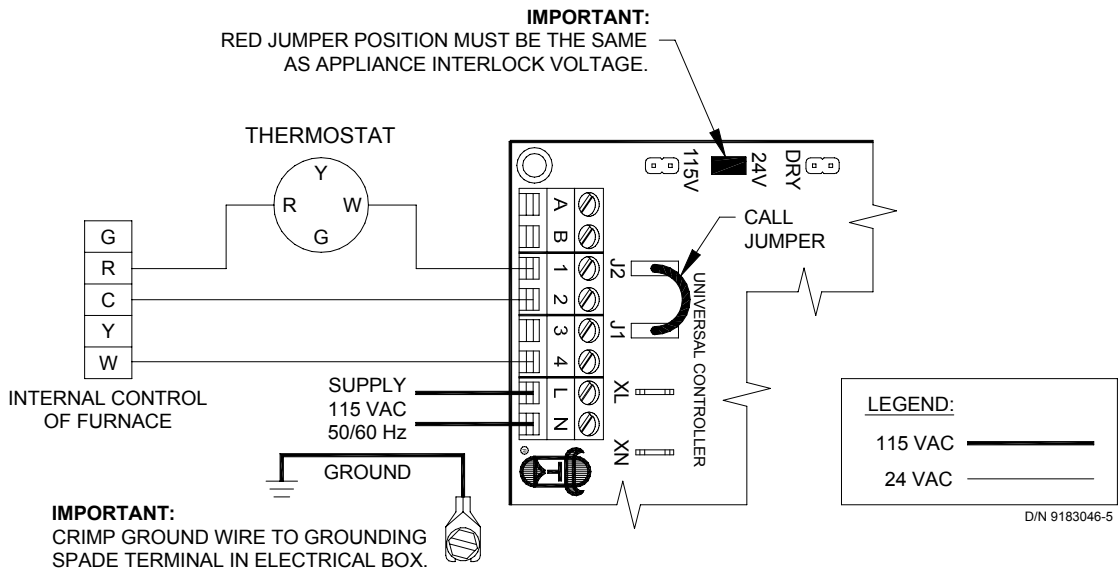 IMPORTANT:
RED JUMPER POSITION MUST BE THE SAME
AS APPLIANCE INTERLOCK VOLTAGE.
THERMOSTAT
Y
R W
G
115V
24V
DRY
A
B
1
2
3
4
L
N
J2
J1
XL
XN
CALL
JUMPER
UNIVERSAL CONTROLLER
G
R
C
Y
W
INTERNAL CONTROL
OF FURNACE
SUPPLY
115 VAC
50/60 Hz
GROUND
T
IMPORTANT:
CRIMP GROUND WIRE TO GROUNDING
SPADE TERMINAL IN ELECTRICAL BOX.
LEGEND:
115 VAC
24 VAC
D/N 9183046-5